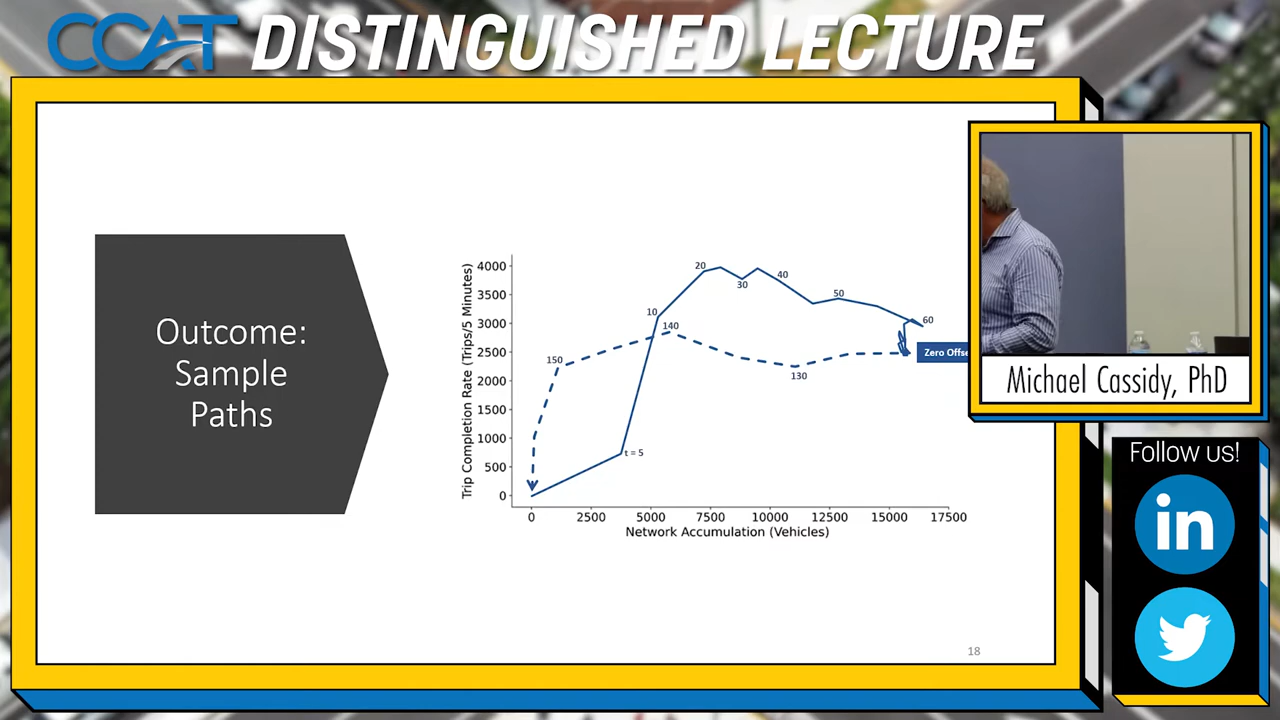 CCAT DISTINGUISHED LECTURE
Outcome:
Sample
Paths
Trip Completion Rate (Trips/5 Minutes)
4000
3500
3000
2500
2000
1500
1000
500
0
0 2500 5000 7500 10000 12500 15000 17500
Network Accumulation (Vehicles)
t = 5
10
20
30
40
50
60
130
140
150
Zero Offse
18
Michael Cassidy, PhD
Follow us!
in